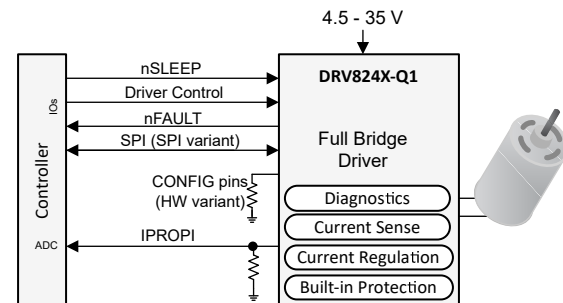 4.5 - 35 V
nSLEEP
DRV824X-Q1
Driver Control
IOs
nFAULT
SPI (SPI variant)
Full Bridge
Driver
Controller
CONFIG pins
(HW variant)
Diagnostics
Current Sense
ADC
IPROPI
Current Regulation
Built-in Protection